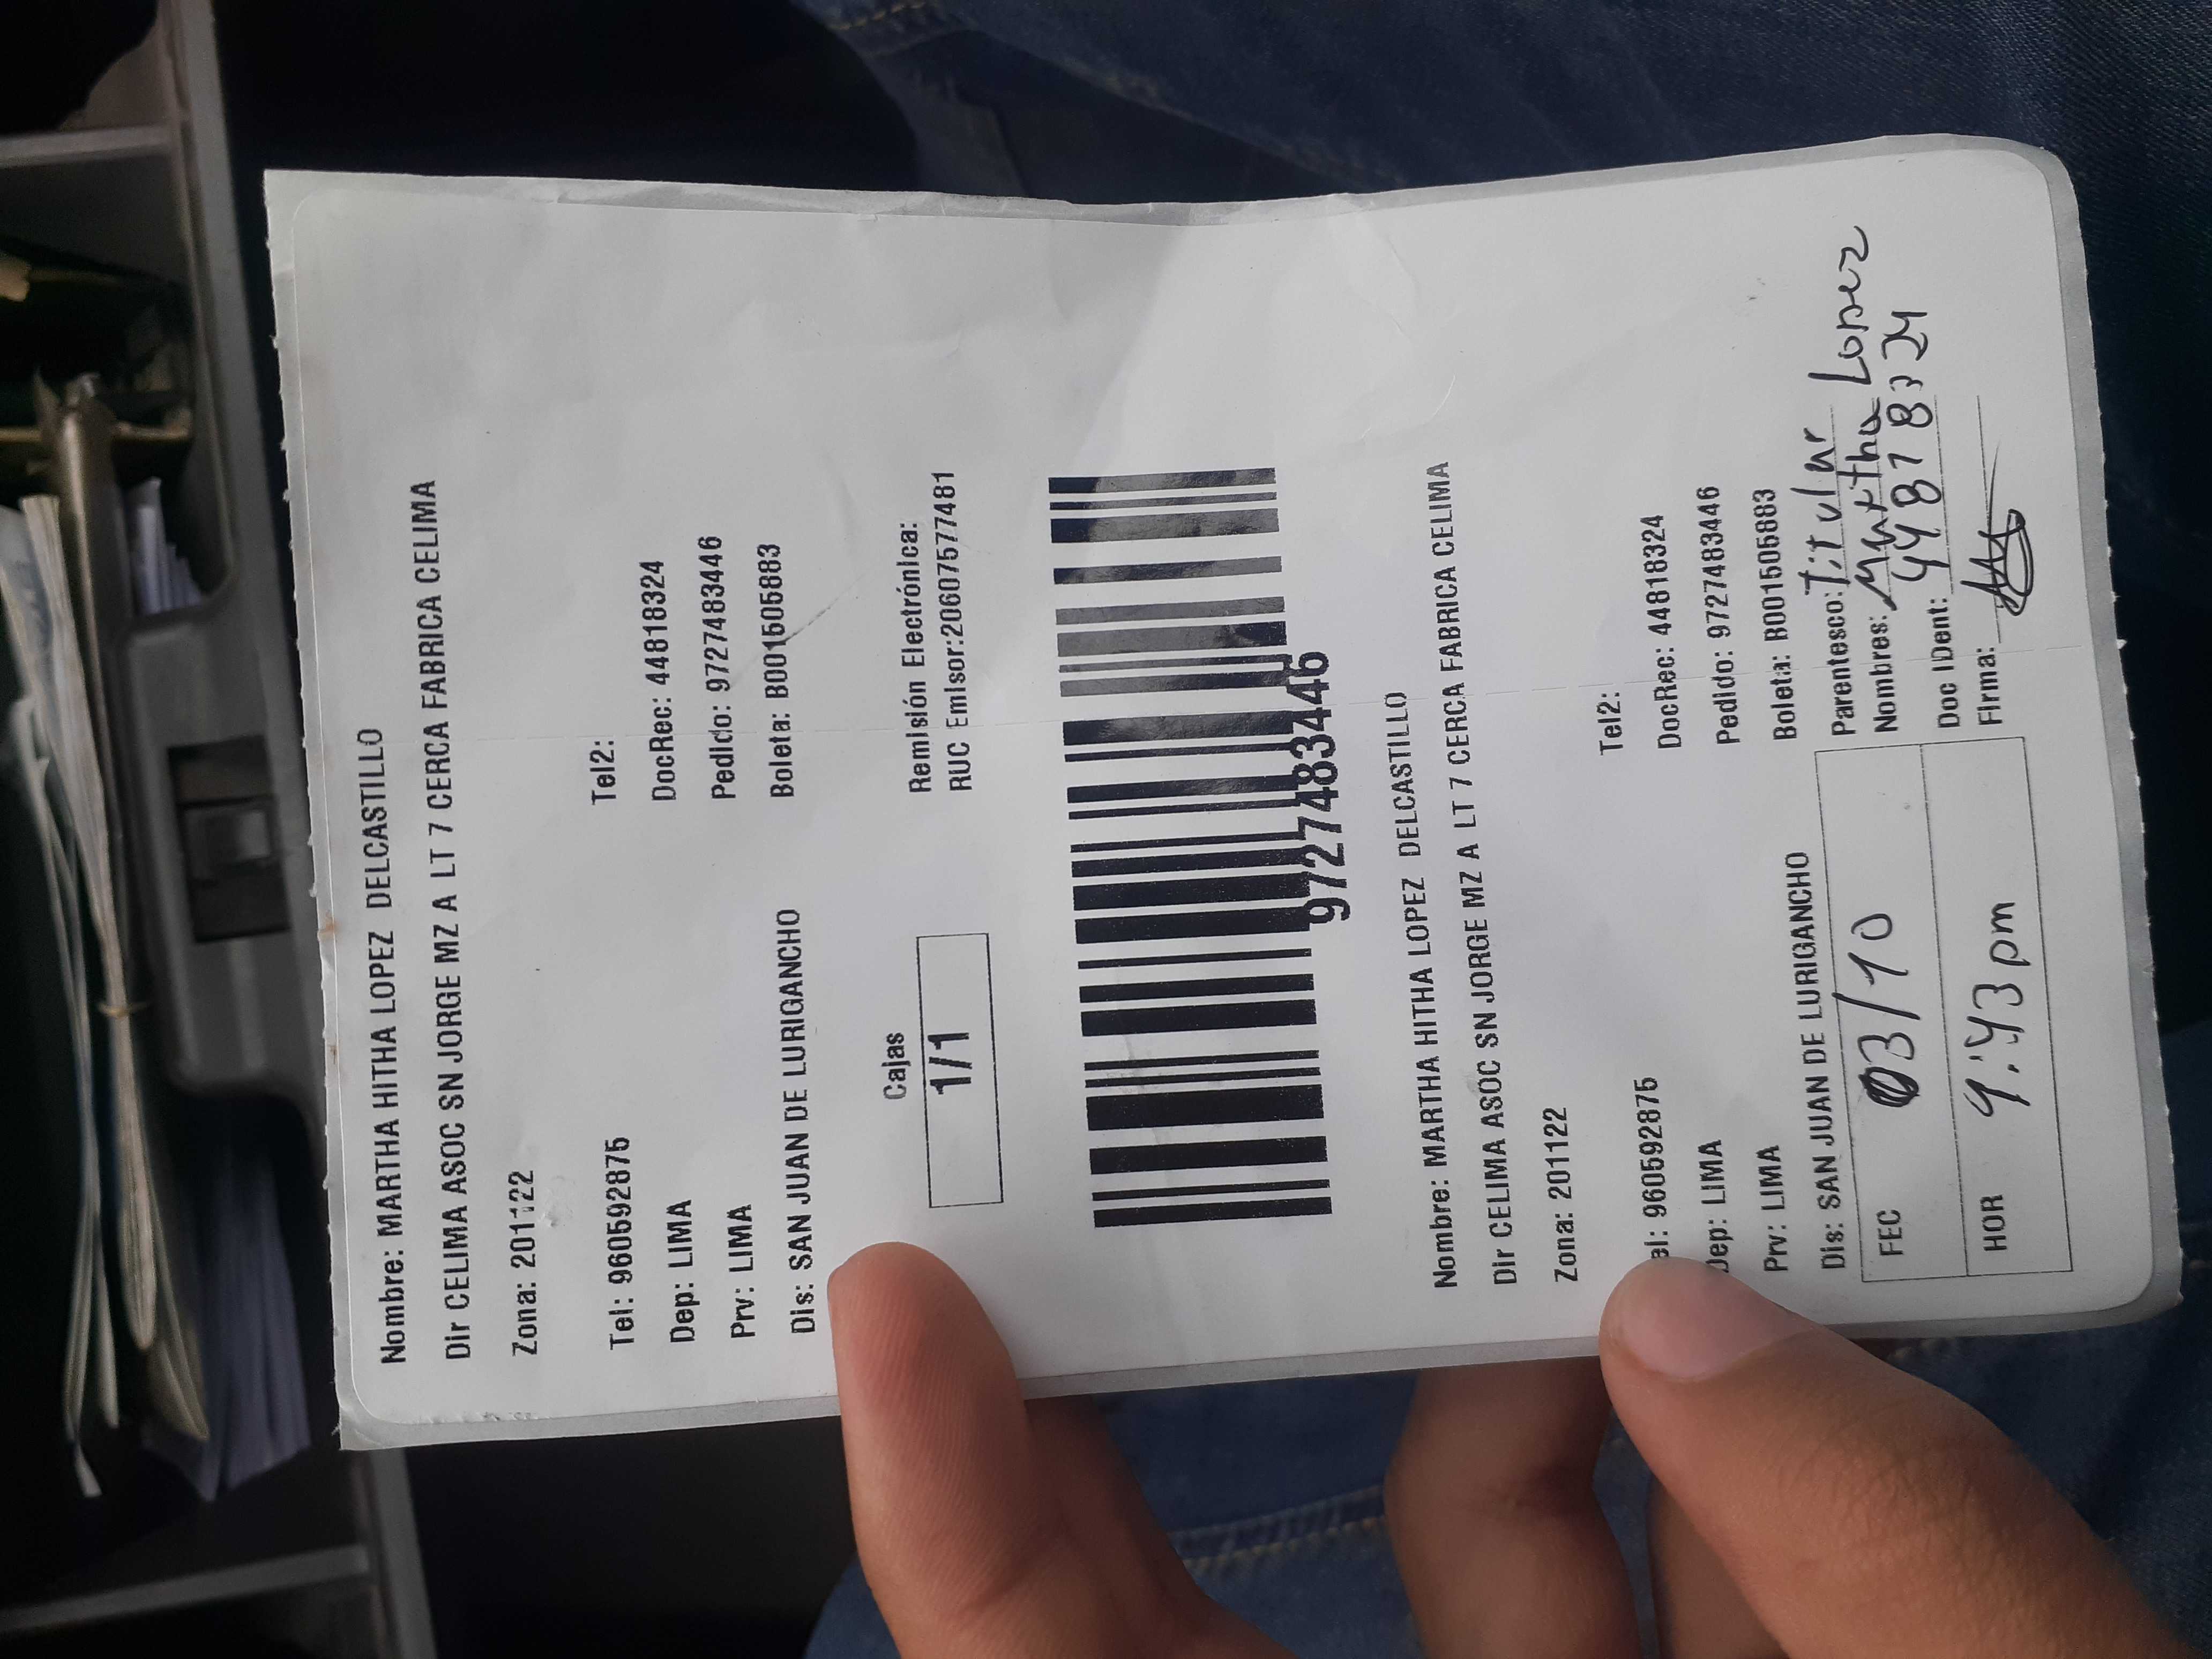 Nombre: MARTHA HITHA LOPEZ DELCASTILLO
Dir CELIMA ASOC SN JORGE MZ A LT 7 CERCA FABRICA CELIMA
Zona: 201122
Tel: 960592875
Tel2:
Dep: LIMA
DocRec: 44818324
Prv: LIMA
Pedido: 9727483446
Dis: SAN JUAN DE LURIGANCHO
Boleta: B001505883
Cajas
1/1
Remisión Electrónica:
RUC Emisor:20607577481
9727483446
Nombre: MARTHA HITHA LOPEZ DELCASTILLO
Dir CELIMA ASOC SN JORGE MZ A LT 7 CERCA FABRICA CELIMA
Zona: 201122
el: 960592875
Tel2:
Dep: LIMA
DocRec: 44818324
Prv: LIMA
Pedido: 9727483446
Dis: SAN JUAN DE LURIGANCHO
Boleta: B001505883
FEC 03/10
Parentesco: Titular
Nombres: Martha Lopez
HOR 9:43 pm
Doc IDent: 44818324
Firma: